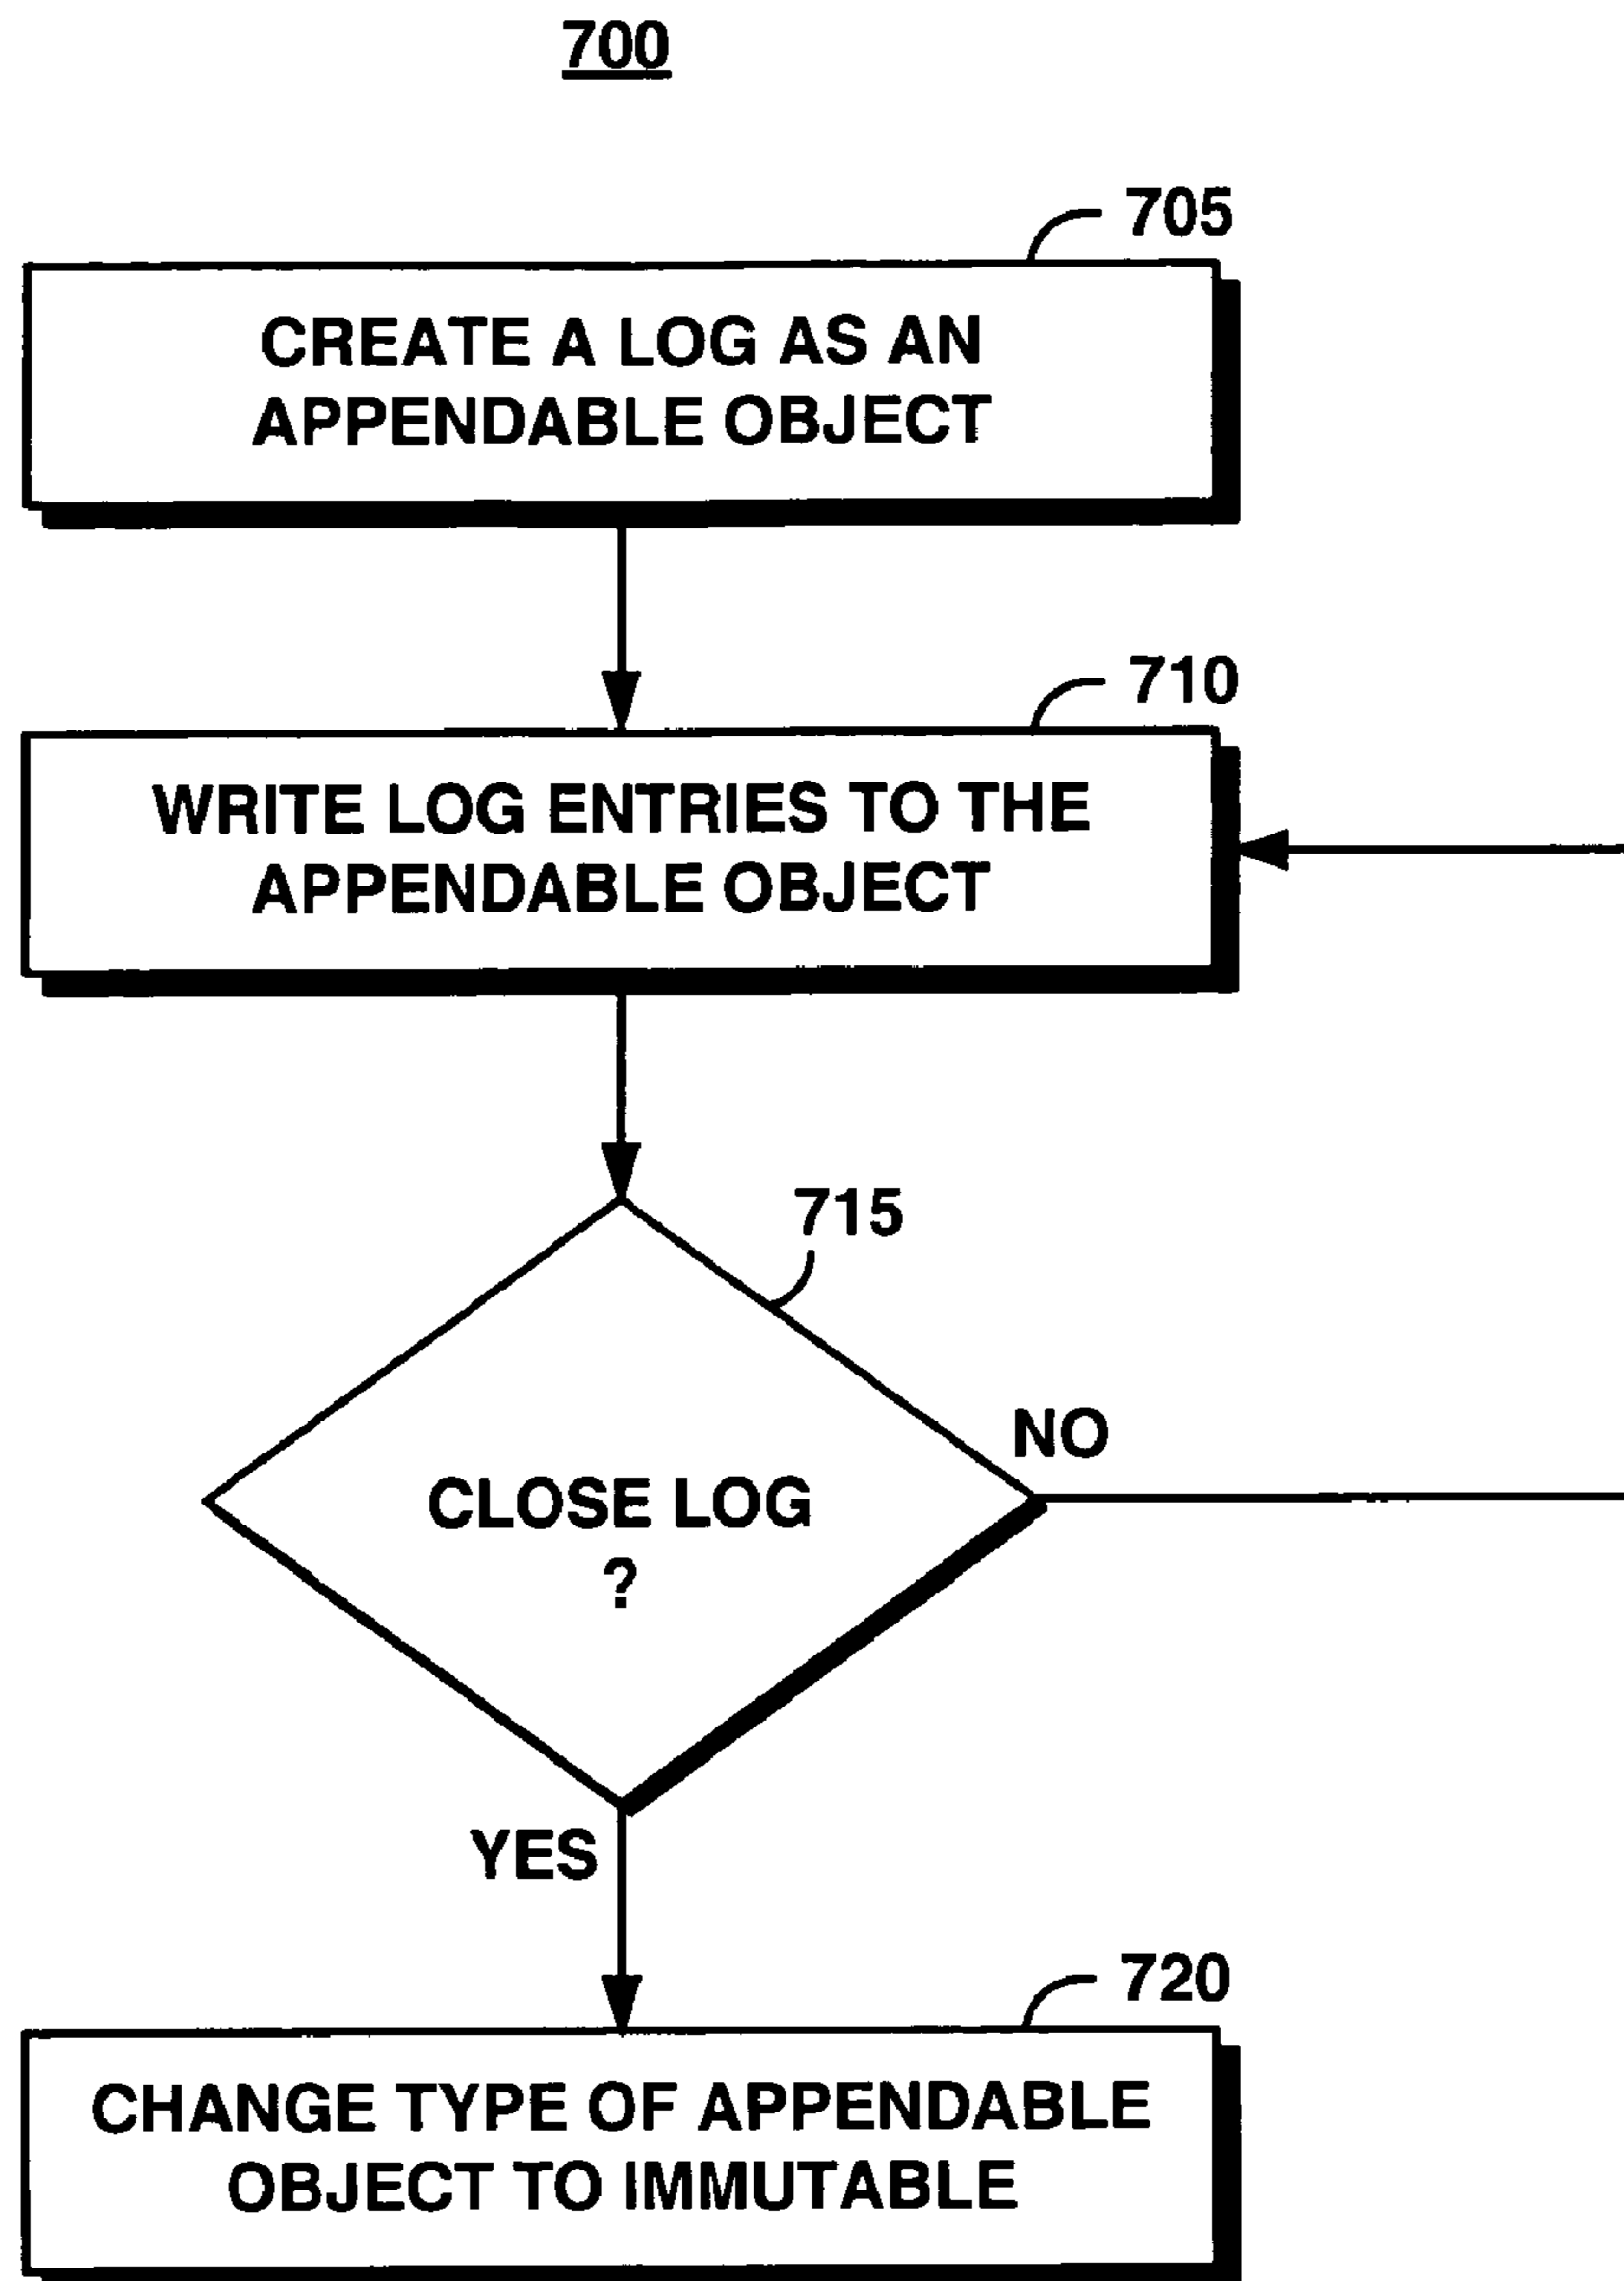 700
705
CREATE A LOG AS AN
APPENDABLE OBJECT
710
WRITE LOG ENTRIES TO THE
APPENDABLE OBJECT
715
NO
CLOSE LOG
?
YES
720
CHANGE TYPE OF APPENDABLE
OBJECT TO IMMUTABLE